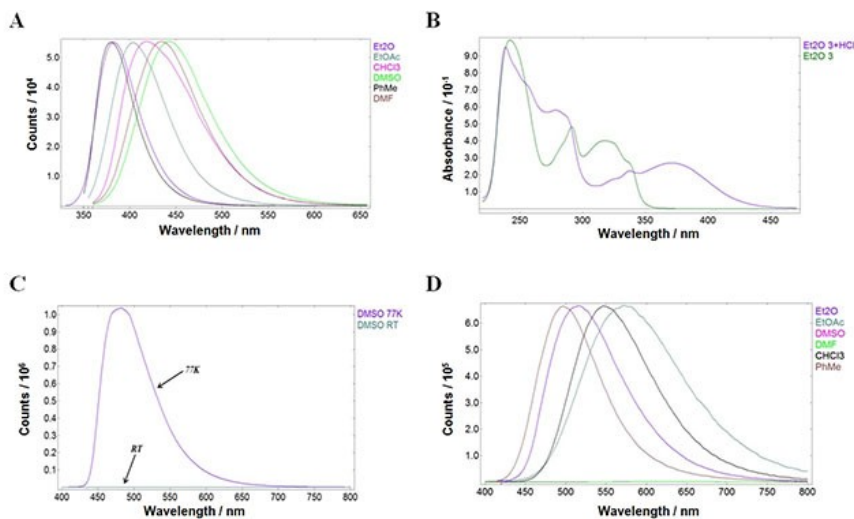 A
Counts / 10⁴
5.0
4.0
3.0
2.0
1.0
350 400 450 500 550 600 650
Wavelength / nm
Et2O
EtOAc
CHCl3
DMSO
PhMe
DMF
B
Absorbance / 10⁻¹
9.0
8.0
7.0
6.0
5.0
4.0
3.0
2.0
1.0
250 300 350 400 450
Wavelength / nm
Et2O 3+HCl
Et2O 3
C
Counts / 10⁶
1.0
0.9
0.8
0.7
0.6
0.5
0.4
0.3
0.2
0.1
77K
RT
400 450 500 550 600 650 700 750 800
Wavelength / nm
DMSO 77K
DMSO RT
D
Counts / 10⁵
6.0
5.0
4.0
3.0
2.0
1.0
400 450 500 550 600 650 700 750 800
Wavelength / nm
Et2O
EtOAc
DMSO
DMF
CHCl3
PhMe